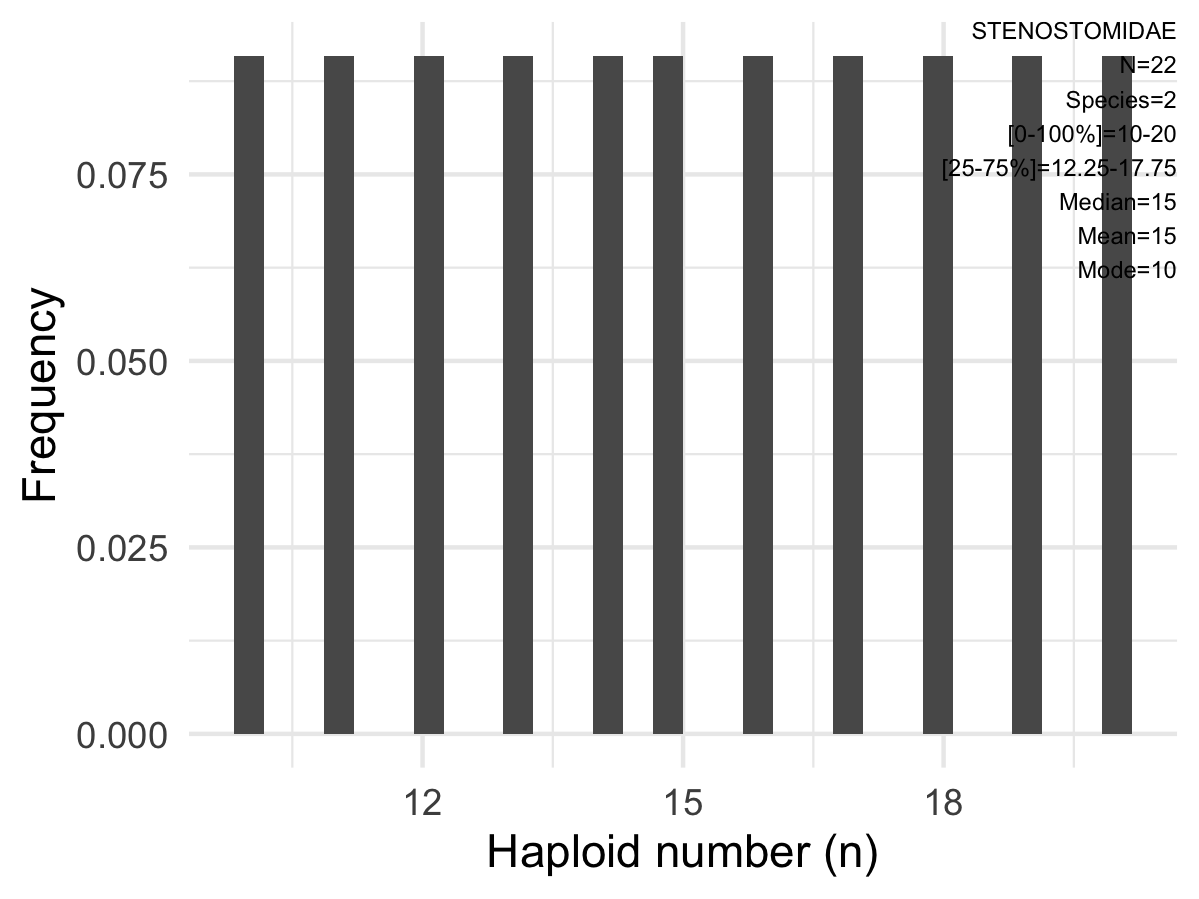 STENOSTOMIDAE
N=22
Species=2
[0-100%]=10-20
[25-75%]=12.25-17.75
Median=15
Mean=15
Mode=10
0.075
0.050
0.025
0.000
Frequency
12 15 18
Haploid number (n)